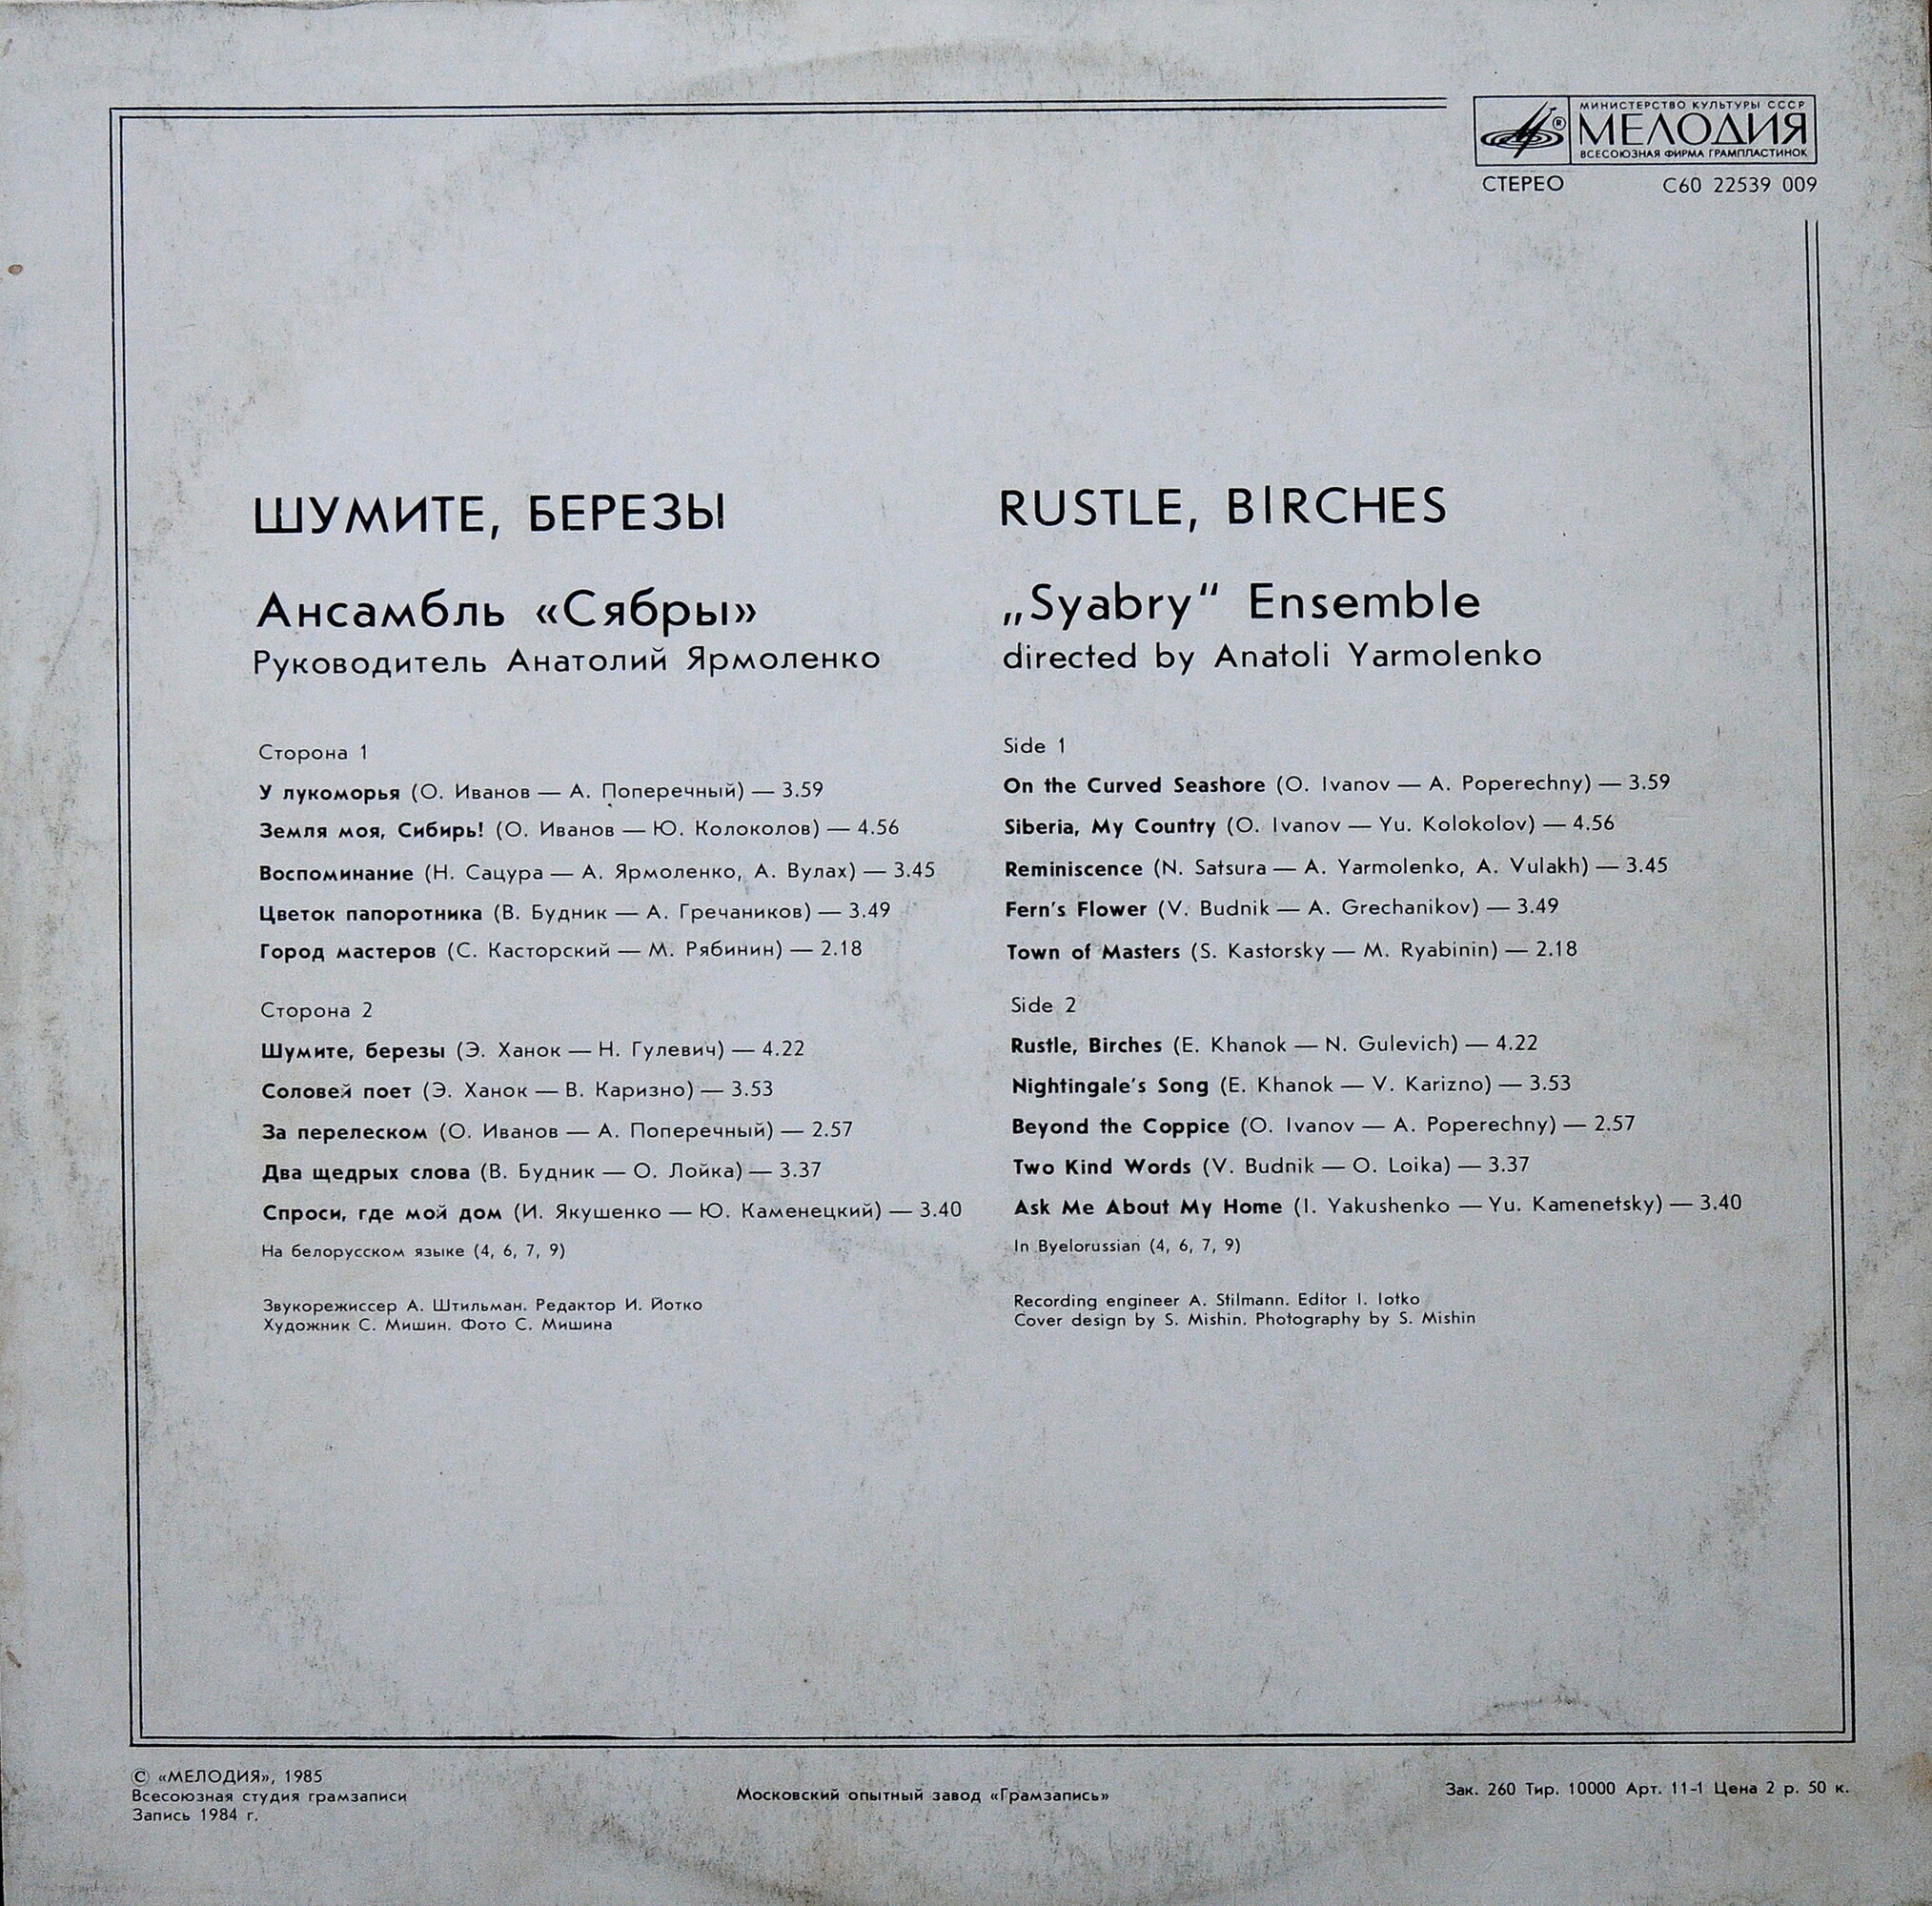 МИНИСТЕРСТВО КУЛЬТУРЫ СССР
МЕЛОДИЯ
ВСЕСОЮЗНАЯ ФИРМА ГРАМПЛАСТИНОК
®
СТЕРЕО С60 22539 009
ШУМИТЕ, БЕРЕЗЫ
Ансамбль «Сябры»
Руководитель Анатолий Ярмоленко
Сторона 1
У лукоморья (О. Иванов — А. Поперечный) — 3.59
Земля моя, Сибирь! (О. Иванов — Ю. Колоколов) — 4.56
Воспоминание (Н. Сацура — А. Ярмоленко, А. Вулах) — 3.45
Цветок папоротника (В. Будник — А. Гречаников) — 3.49
Город мастеров (С. Касторский — М. Рябинин) — 2.18
Сторона 2
Шумите, березы (Э. Ханок — Н. Гулевич) — 4.22
Соловей поет (Э. Ханок — В. Каризно) — 3.53
За перелеском (О. Иванов — А. Поперечный) — 2.57
Два щедрых слова (В. Будник — О. Лойка) — 3.37
Спроси, где мой дом (И. Якушенко — Ю. Каменецкий) — 3.40
На белорусском языке (4, 6, 7, 9)
Звукорежиссер А. Штильман. Редактор И. Йотко
Художник С. Мишин. Фото С. Мишина
RUSTLE, BIRCHES
„Syabry“ Ensemble
directed by Anatoli Yarmolenko
Side 1
On the Curved Seashore (O. Ivanov — A. Poperechny) — 3.59
Siberia, My Country (O. Ivanov — Yu. Kolokolov) — 4.56
Reminiscence (N. Satsura — A. Yarmolenko, A. Vulakh) — 3.45
Fern's Flower (V. Budnik — A. Grechanikov) — 3.49
Town of Masters (S. Kastorsky — M. Ryabinin) — 2.18
Side 2
Rustle, Birches (E. Khanok — N. Gulevich) — 4.22
Nightingale's Song (E. Khanok — V. Karizno) — 3.53
Beyond the Coppice (O. Ivanov — A. Poperechny) — 2.57
Two Kind Words (V. Budnik — O. Loika) — 3.37
Ask Me About My Home (I. Yakushenko — Yu. Kamenetsky) — 3.40
In Byelorussian (4, 6, 7, 9)
Recording engineer A. Stilmann. Editor I. Iotko
Cover design by S. Mishin. Photography by S. Mishin
© «МЕЛОДИЯ», 1985
Всесоюзная студия грамзаписи
Запись 1984 г.
Московский опытный завод «Грамзапись»
Зак. 260 Тир. 10000 Арт. 11-1 Цена 2 р. 50 к.